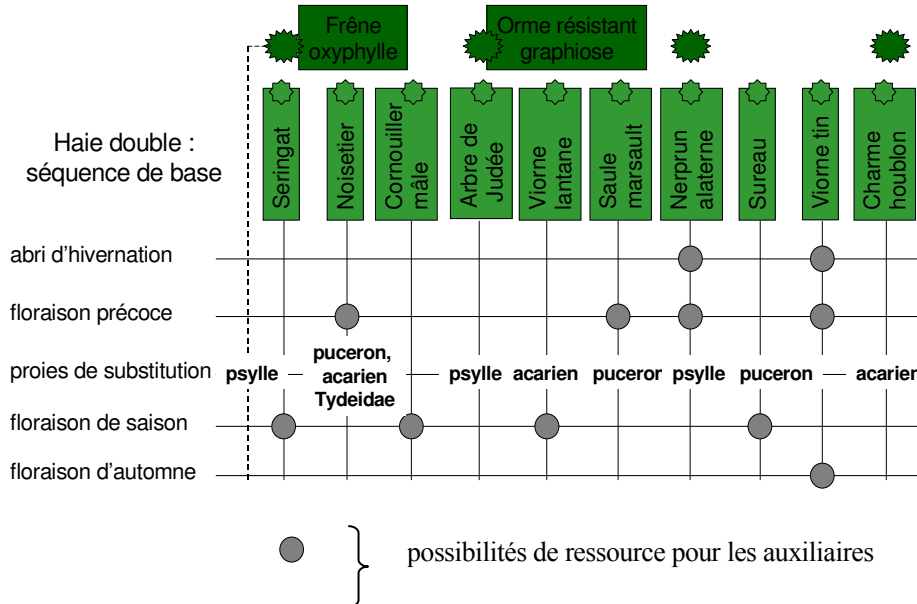 Frêne
oxyphylle
Orme résistant
graphiose
Haie double :
séquence de base
Seringat
Noisetier
Cornouiller
mâle
Arbre de
Judée
Viorne
lantane
Saule
marsault
Nerprun
alaterne
Sureau
Viorne tin
Charme
houblon
abri d'hivernation
floraison précoce
proies de substitution
psylle
puceron,
acarien
Tydeidae
psylle
acarien
puceror
psylle
puceron
acarier
floraison de saison
floraison d'automne
possibilités de ressource pour les auxiliaires